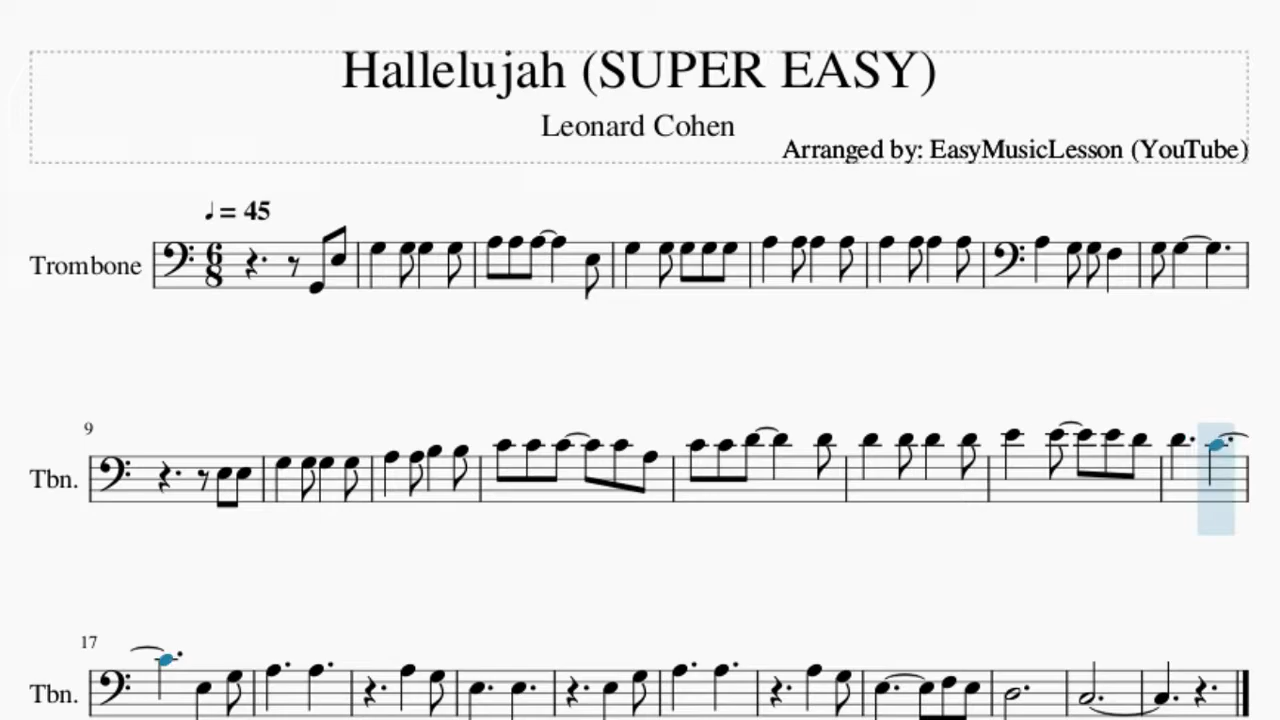 Hallelujah (SUPER EASY)
Leonard Cohen
Arranged by: EasyMusicLesson (YouTube)
♩ = 45
Trombone
6
8
9
Tbn.
17
Tbn.